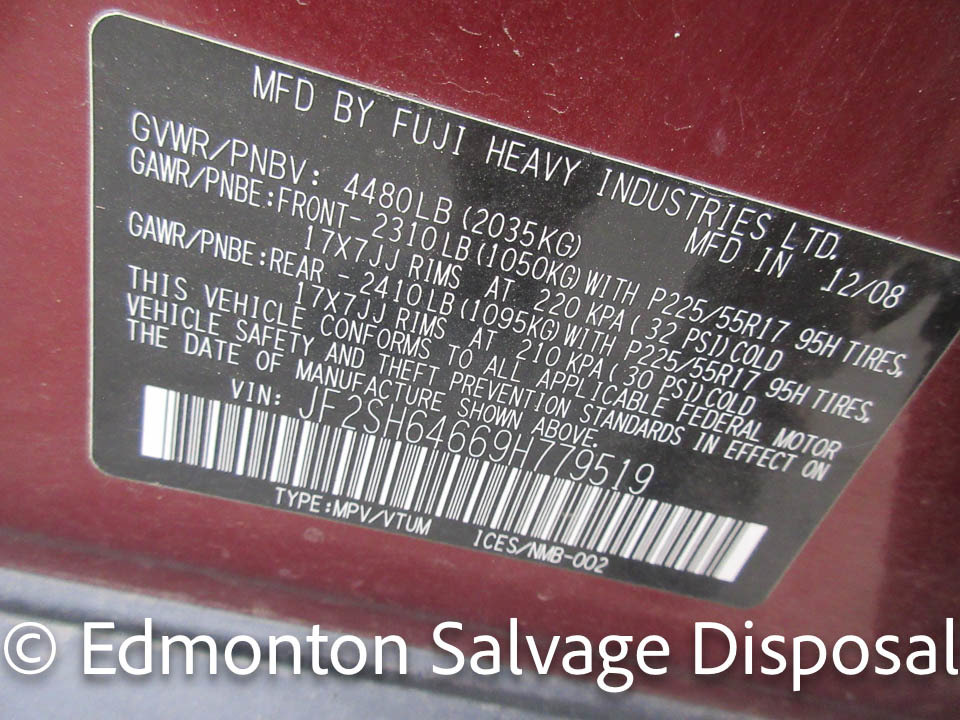 MFD BY FUJI HEAVY INDUSTRIES LTD.
GVWR/PNBV: 4480LB(2035KG) MFD IN 12/08
GAWR/PNBE:FRONT- 2310LB(1050KG)WITH P225/55R17 95H TIRES,
17X7JJ RIMS AT 220 KPA( 32 PSI)COLD
GAWR/PNBE:REAR - 2410LB(1095KG)WITH P225/55R17 95H TIRES,
17X7JJ RIMS AT 210 KPA( 30 PSI)COLD
THIS VEHICLE CONFORMS TO ALL APPLICABLE FEDERAL MOTOR
VEHICLE SAFETY AND THEFT PREVENTION STANDARDS IN EFFECT ON
THE DATE OF MANUFACTURE SHOWN ABOVE.
VIN: JF2SH64669H779519
TYPE:MPV/VTUM ICES/NMB-002
© Edmonton Salvage Disposal